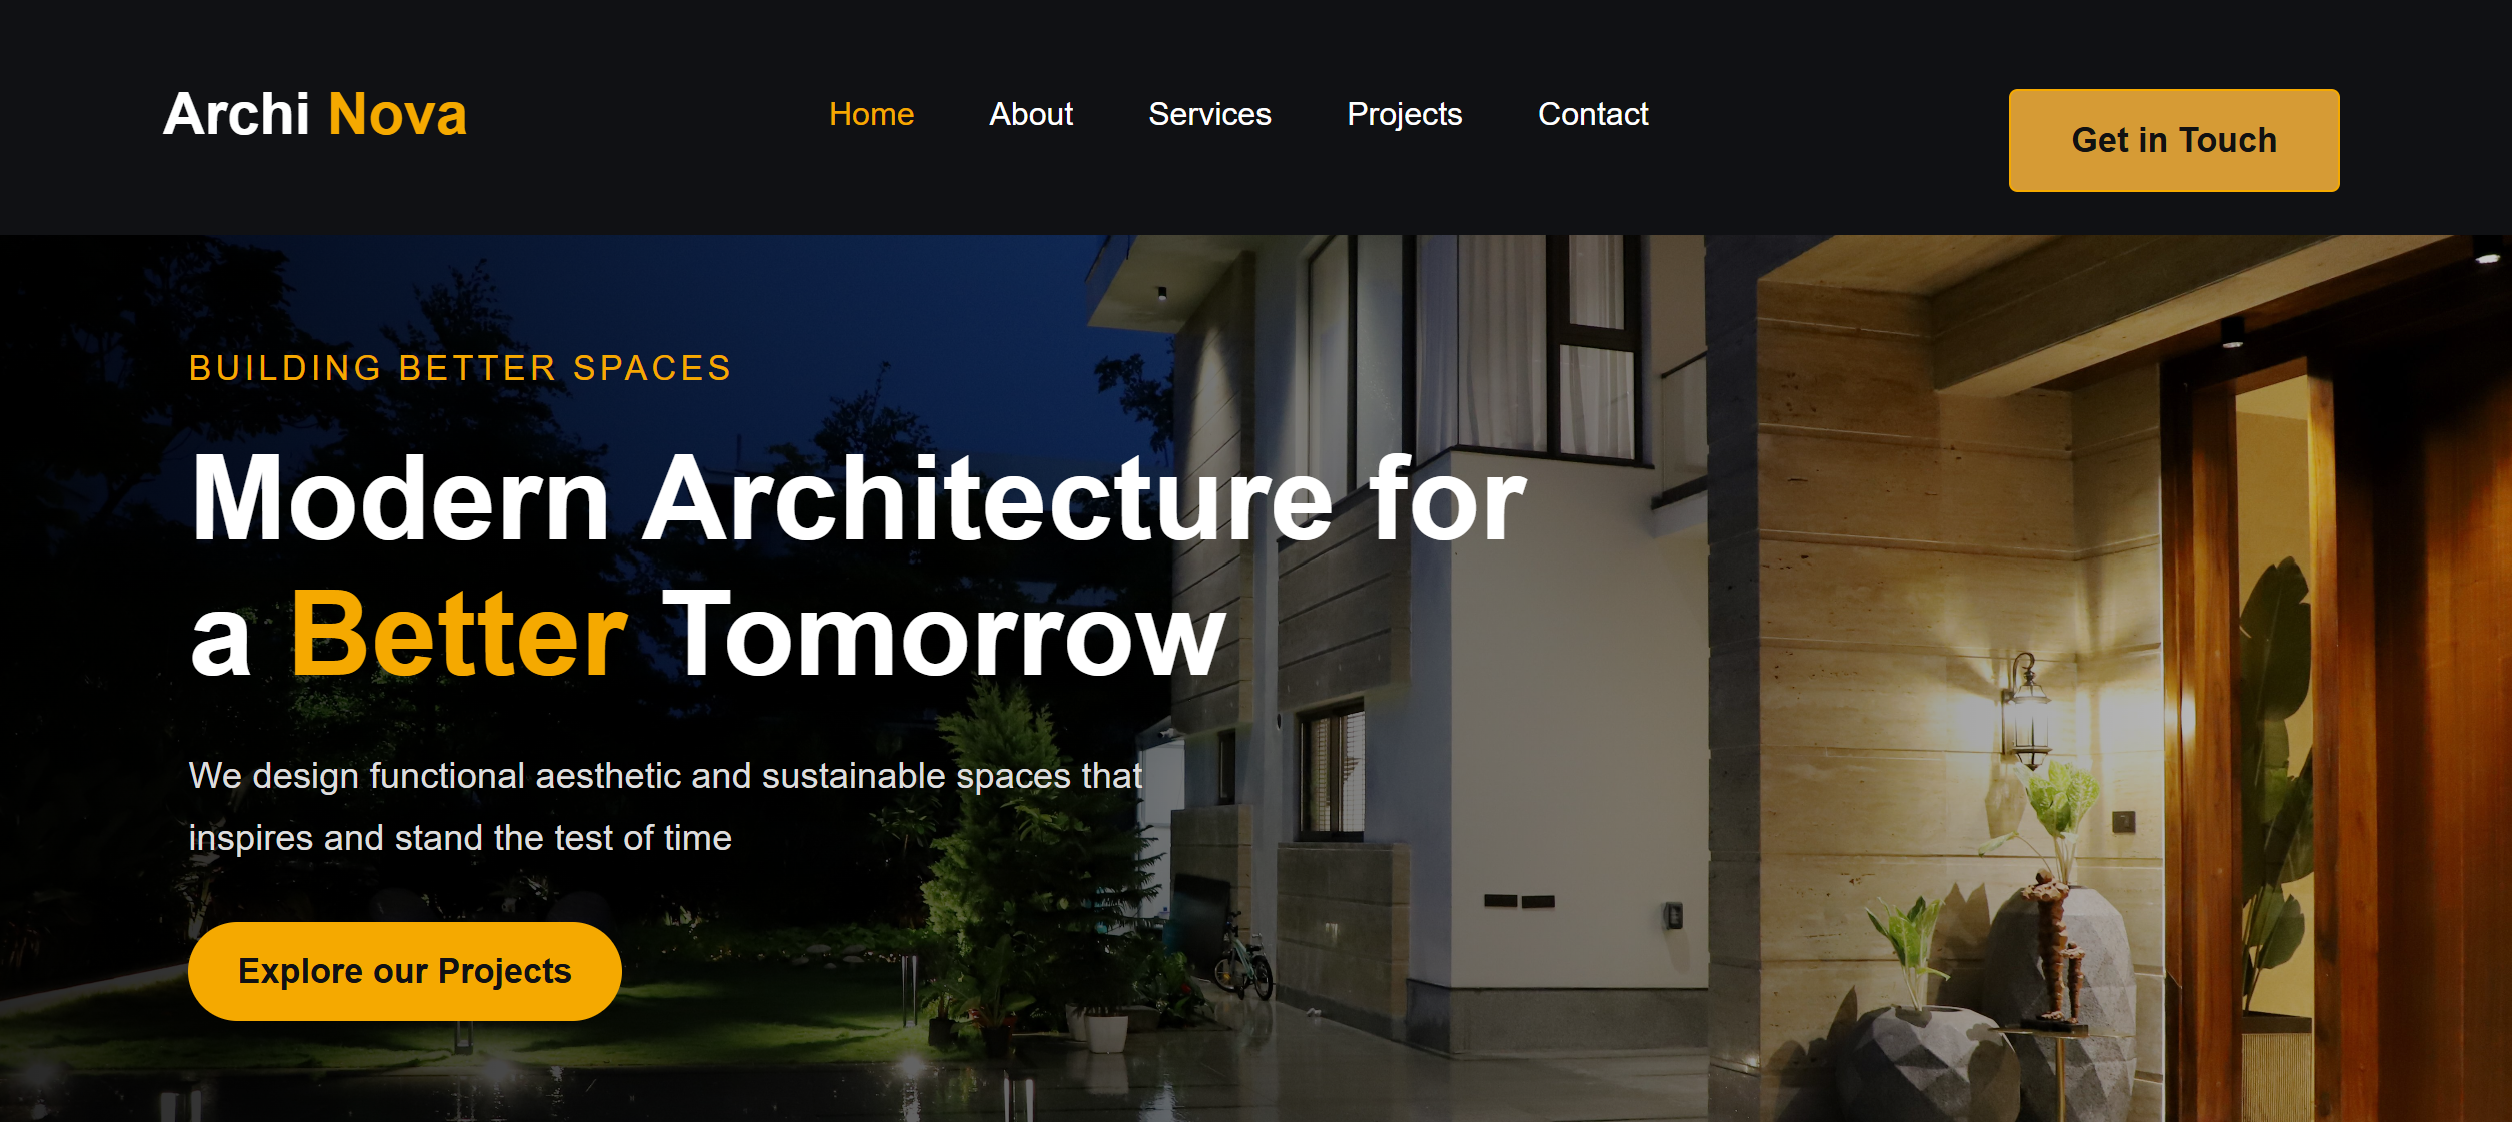 Archi Nova
Home About Services Projects Contact
Get in Touch
BUILDING BETTER SPACES
Modern Architecture for
a Better Tomorrow
We design functional aesthetic and sustainable spaces that
inspires and stand the test of time
Explore our Projects